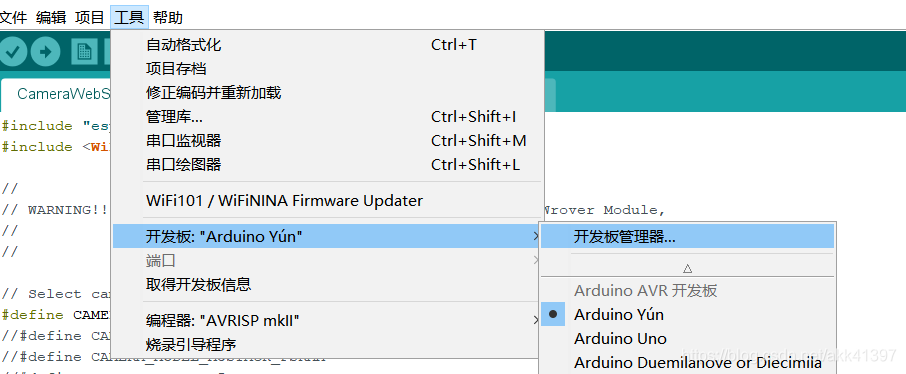 文件 编辑 项目 工具 帮助
自动格式化 Ctrl+T
项目存档
修正编码并重新加载
管理库... Ctrl+Shift+I
串口监视器 Ctrl+Shift+M
串口绘图器 Ctrl+Shift+L
WiFi101 / WiFiNINA Firmware Updater
开发板: "Arduino Yún"
端口
取得开发板信息
编程器: "AVRISP mkII"
烧录引导程序
开发板管理器...
Arduino AVR 开发板
Arduino Yún
Arduino Uno
Arduino Duemilanove or Diecimila
CameraWebS
#include "esp
#include <Wi
//
// WARNING!! Wrover Module,
//
//
// Select ca
#define CAME
//#define CA
//#define